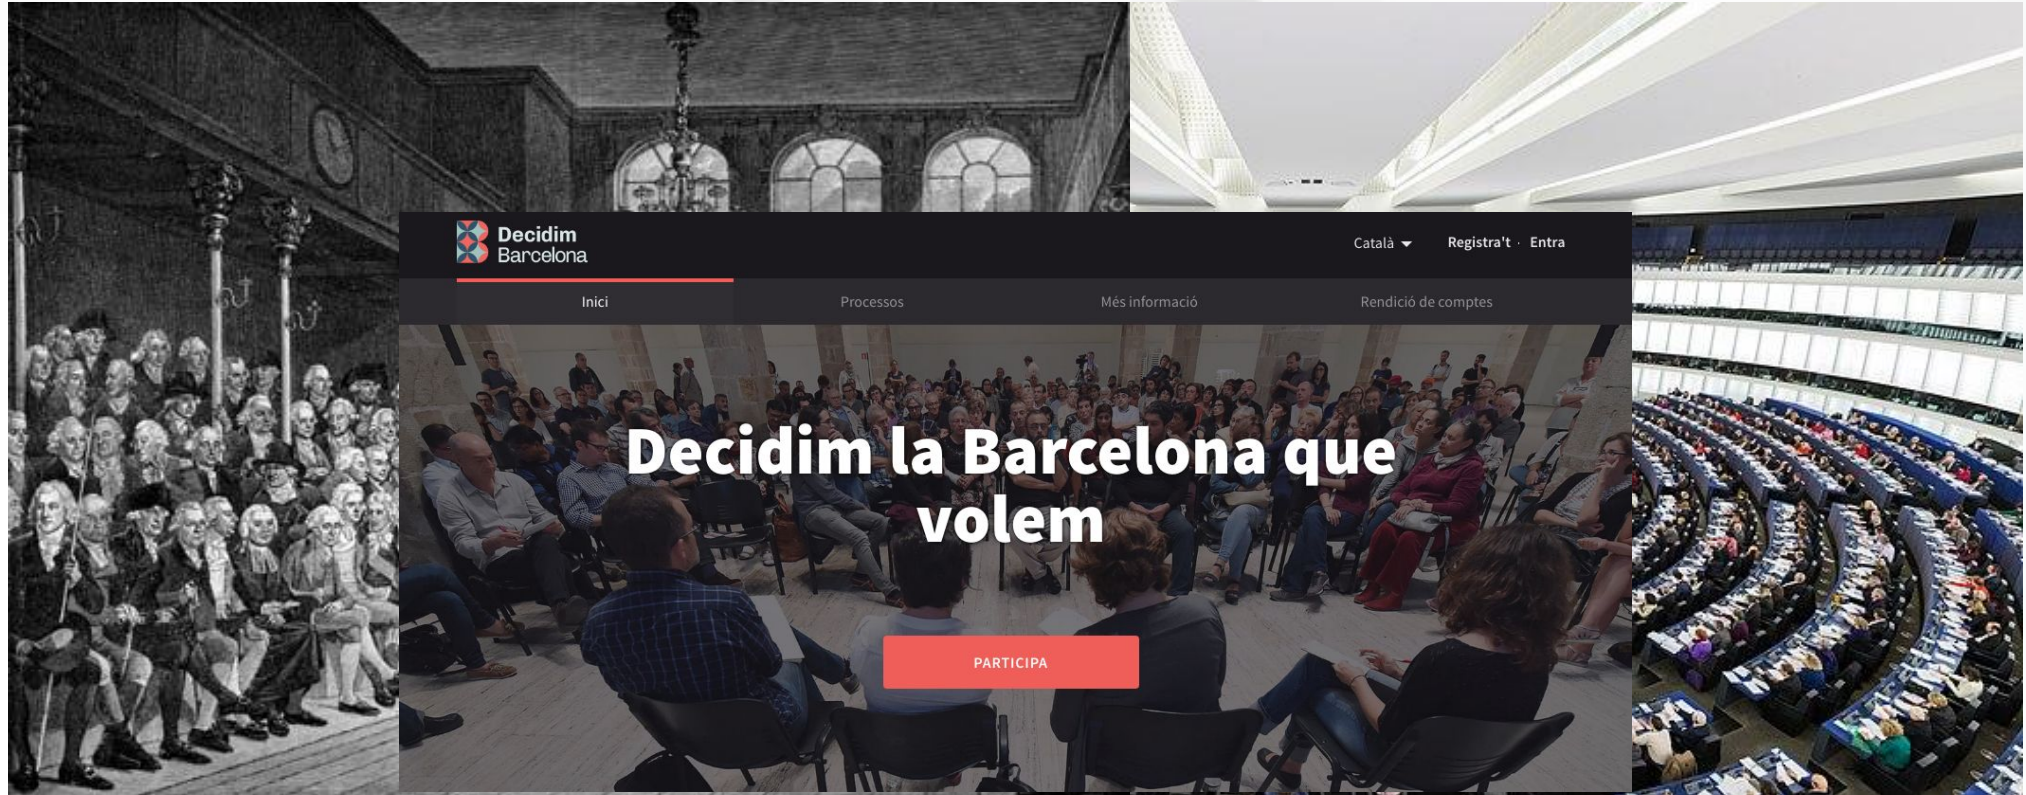 Decidim
Barcelona
Català
Registra't · Entra
Inici
Processos
Més informació
Rendició de comptes
Decidim la Barcelona que
volem
PARTICIPA